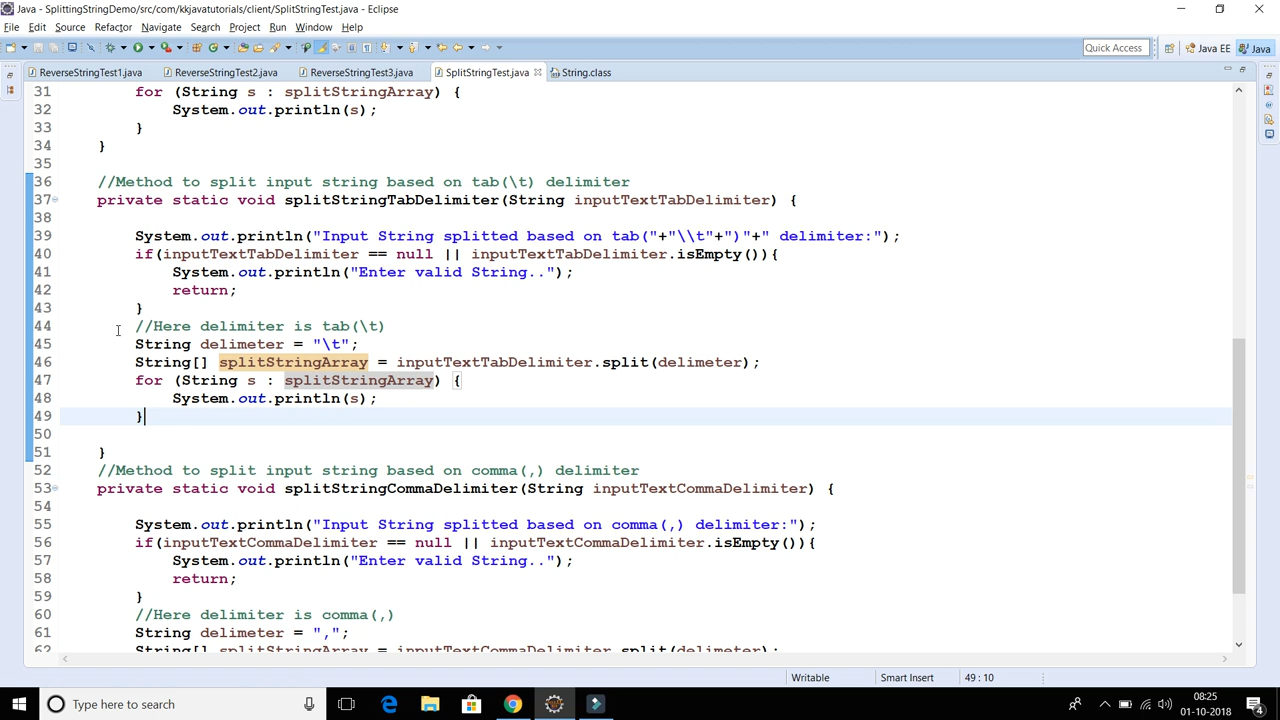 Java - SplittingStringDemo/src/com/kkjavatutorials/client/SplitStringTest.java - Eclipse
File Edit Source Refactor Navigate Search Project Run Window Help
Quick Access Java EE Java
ReverseStringTest1.java ReverseStringTest2.java ReverseStringTest3.java SplitStringTest.java String.class
31 for (String s : splitStringArray) {
32 System.out.println(s);
33 }
34 }
35
36 //Method to split input string based on tab(\t) delimiter
37 private static void splitStringTabDelimiter(String inputTextTabDelimiter) {
38
39 System.out.println("Input String splitted based on tab("+"\\t"+")"+" delimiter:");
40 if(inputTextTabDelimiter == null || inputTextTabDelimiter.isEmpty()){
41 System.out.println("Enter valid String..");
42 return;
43 }
44 //Here delimiter is tab(\t)
45 String delimeter = "\t";
46 String[] splitStringArray = inputTextTabDelimiter.split(delimeter);
47 for (String s : splitStringArray) {
48 System.out.println(s);
49 }
50
51 }
52 //Method to split input string based on comma(,) delimiter
53 private static void splitStringCommaDelimiter(String inputTextCommaDelimiter) {
54
55 System.out.println("Input String splitted based on comma(,) delimiter:");
56 if(inputTextCommaDelimiter == null || inputTextCommaDelimiter.isEmpty()){
57 System.out.println("Enter valid String..");
58 return;
59 }
60 //Here delimiter is comma(,)
61 String delimeter = ",";
62 String[] splitStringArray = inputTextCommaDelimiter.split(delimeter);
Writable Smart Insert 49 : 10
Type here to search
08:25
01-10-2018
4